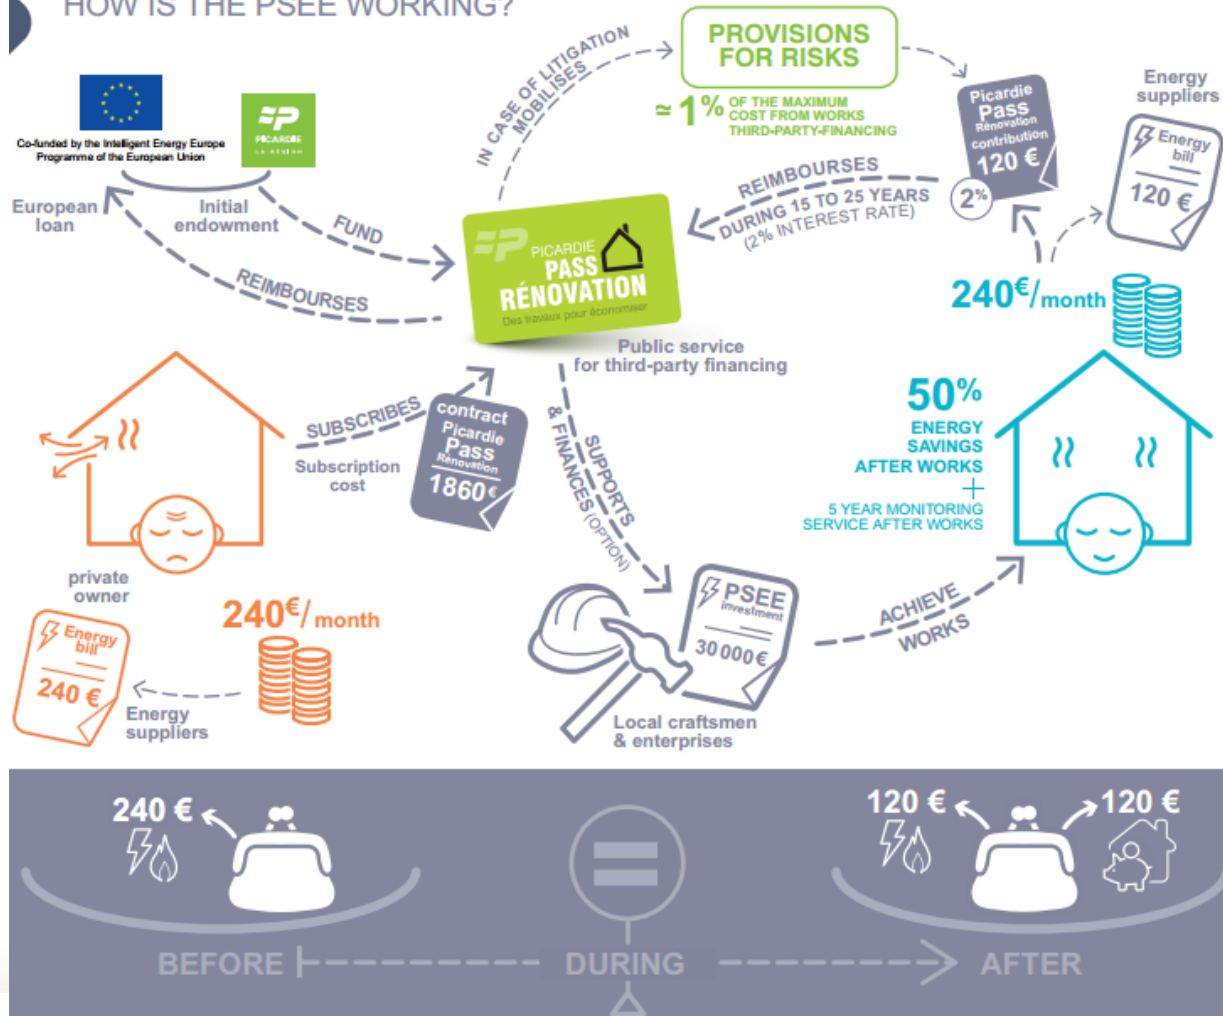 HOW IS THE PSEE WORKING?
Co-funded by the Intelligent Energy Europe
Programme of the European Union
PICARDIE
LA RÉGION
European
loan
Initial
endowment
FUND
REIMBOURSES
IN CASE OF LITIGATION
MOBILISES
PROVISIONS
FOR RISKS
≃ 1% OF THE MAXIMUM
COST FROM WORKS
THIRD-PARTY-FINANCING
Picardie
Pass
Rénovation
contribution
120 €
2%
Energy
suppliers
Energy
bill
120 €
REIMBOURSES
DURING 15 TO 25 YEARS
(2% INTEREST RATE)
PICARDIE
PASS
RÉNOVATION
Des travaux pour économiser
Public service
for third-party financing
240€/month
50%
ENERGY
SAVINGS
AFTER WORKS
+
5 YEAR MONITORING
SERVICE AFTER WORKS
SUBSCRIBES
Subscription
cost
contract
Picardie
Pass
Rénovation
1860€
SUPPORTS
& FINANCES (OPTION)
private
owner
240€/month
Energy
bill
240 €
Energy
suppliers
PSEE
investment
30 000 €
Local craftsmen
& enterprises
ACHIEVE
WORKS
240 €
120 €
120 €
BEFORE
DURING
AFTER